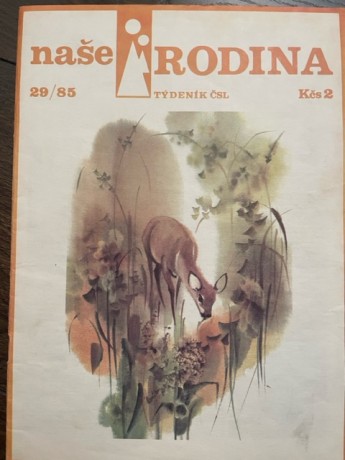 naše RODINA
29/85 TÝDENÍK ČSL Kčs 2